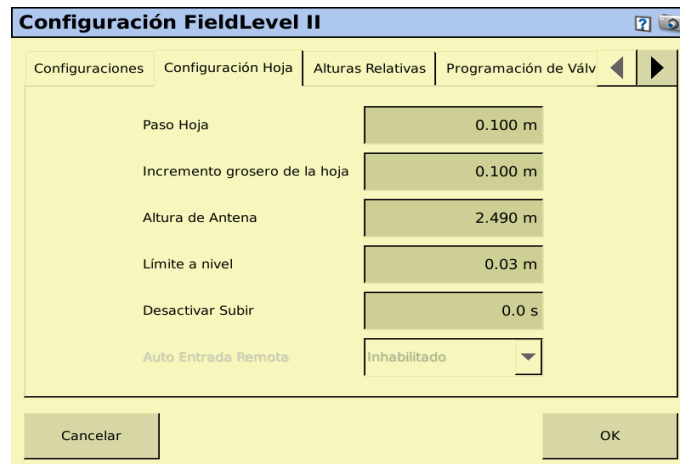 Configuración FieldLevel II
Configuraciones Configuración Hoja Alturas Relativas Programación de Válv
Paso Hoja 0.100 m
Incremento grosero de la hoja 0.100 m
Altura de Antena 2.490 m
Límite a nivel 0.03 m
Desactivar Subir 0.0 s
Auto Entrada Remota Inhabilitado
Cancelar OK